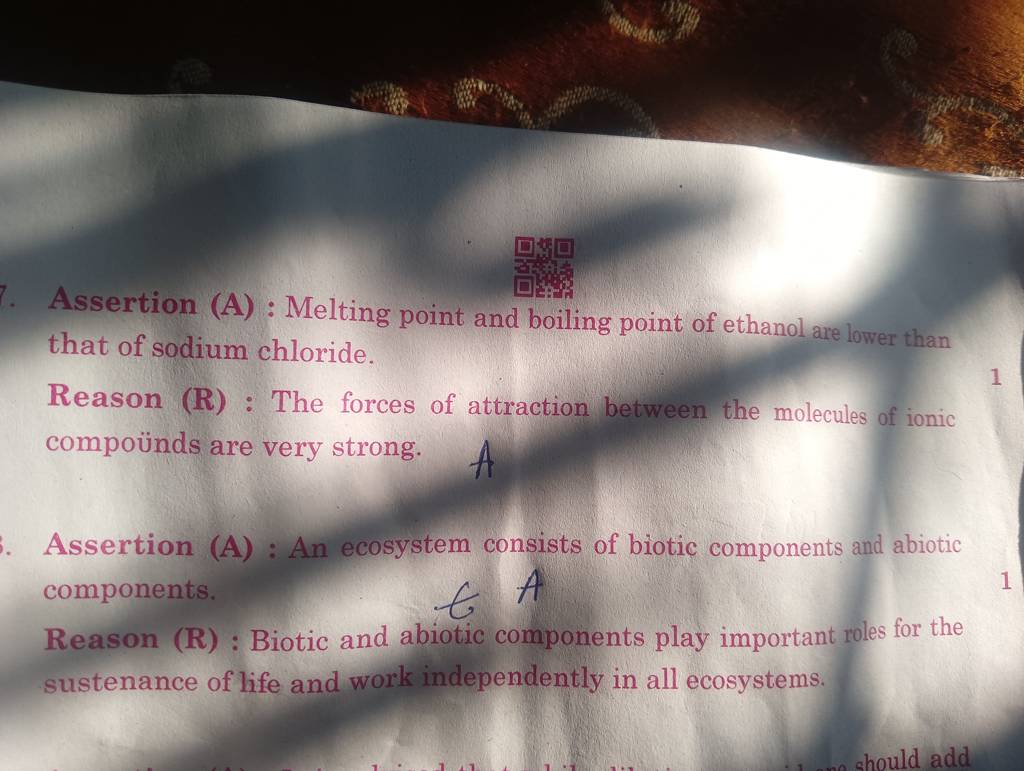 7. Assertion (A) : Melting point and boiling point of ethanol are lower than
that of sodium chloride.
1
Reason (R) : The forces of attraction between the molecules of ionic
compoünds are very strong.
A
Assertion (A) : An ecosystem consists of biotic components and abiotic
components.
1
A
Reason (R) : Biotic and abiotic components play important roles for the
sustenance of life and work independently in all ecosystems.
should add